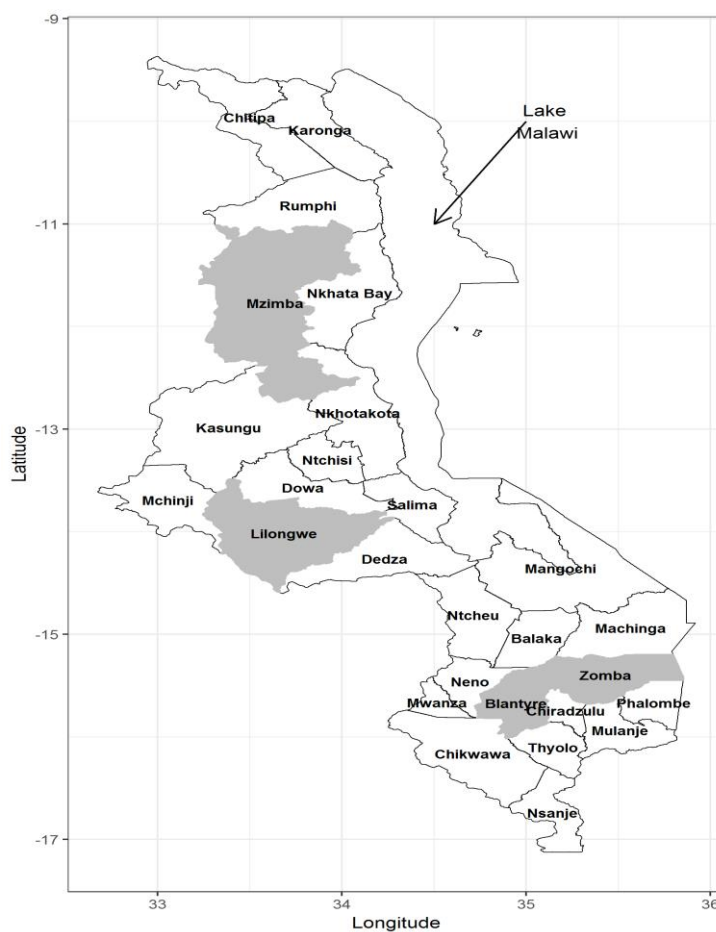 -9
Lake
Malawi
Chitipa
Karonga
Rumphi
-11
Nkhata Bay
Mzimba
Nkhotakota
Kasungu
-13
Latitude
Ntchisi
Dowa
Mchinji
Salima
Lilongwe
Dedza
Mangochi
Ntcheu
Machinga
Balaka
-15
Zomba
Neno
Mwanza
Blantyre
Phalombe
Chiradzulu
Mulanje
Thyolo
Chikwawa
Nsanje
-17
33
34
35
36
Longitude